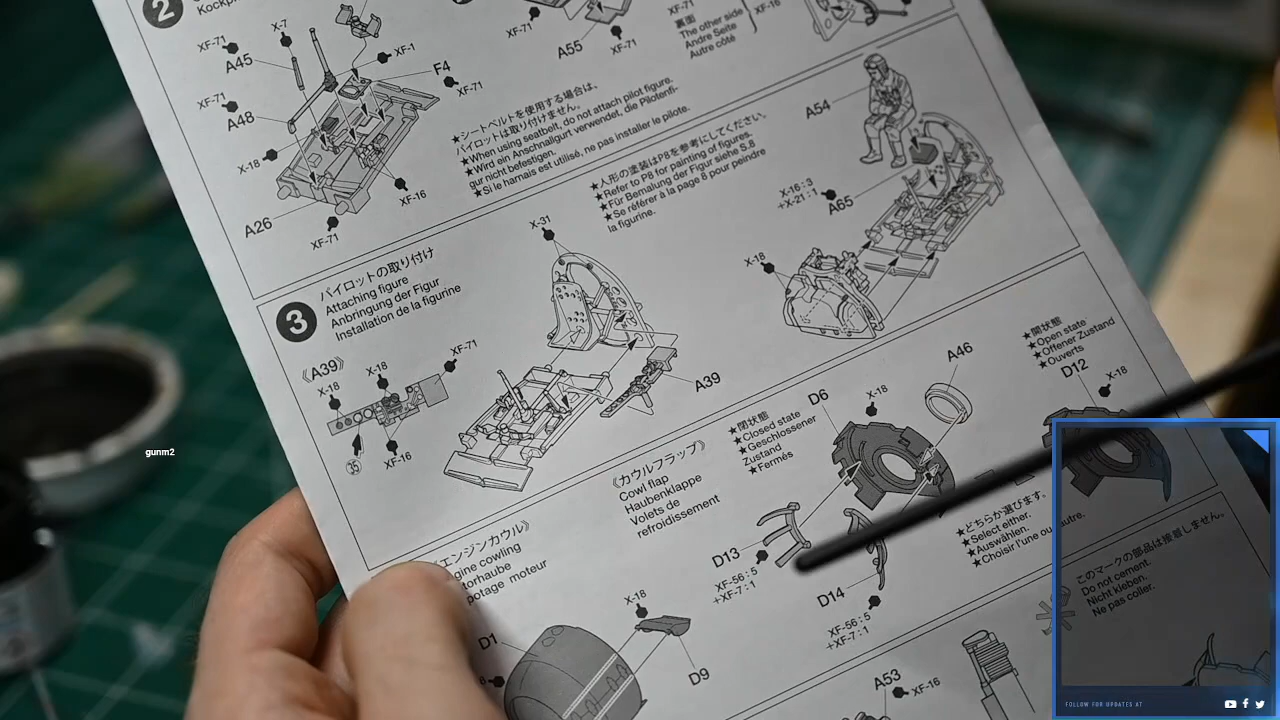 2
X-7
XF-71
A45
XF-1
F4
XF-71
XF-71
A48
X-18
XF-16
A26
XF-71
XF-71
A55
XF-71
XF-71
裏面
The other side
Andre Seite
Autre côté
XF-16
★シートベルトを使用する場合は、
パイロットは取り付けません。
★When using seatbelt, do not attach pilot figure.
★Wird ein Anschnallgurt verwendet, die Pilotenfi-
gur nicht befestigen.
★Si le harnais est utilisé, ne pas installer le pilote.
3
パイロットの取り付け
Attaching figure
Anbringung der Figur
Installation de la figurine
★人形の塗装はP8を参考にしてください。
★Refer to P8 for painting of figures.
★Für Bemalung der Figur siehe S.8
★Se référer à la page 8 pour peindre
la figurine.
A54
X-16:3
+X-21:1
A65
X-18
X-31
《A39》
X-18
X-18
XF-71
35
XF-16
A39
《カウルフラップ》
Cowl flap
Haubenklappe
Volets de
refroidissement
★閉状態
★Closed state
★Geschlossener
Zustand
★Fermés
D6
X-18
A46
★開状態
★Open state
★Offener Zustand
★Ouverts
D12
X-18
D13
XF-56:5
+XF-7:1
D14
XF-56:5
+XF-7:1
★どちらか選びます。
★Select either.
★Auswählen.
★Choisir l'une ou l'autre.
このマークの部品は接着しません。
Do not cement.
Nicht kleben.
Ne pas coller.
エンジンカウル》
gine cowling
torhaube
potage moteur
D1
X-18
D9
A53
XF-16
gunm2
FOLLOW FOR UPDATES AT